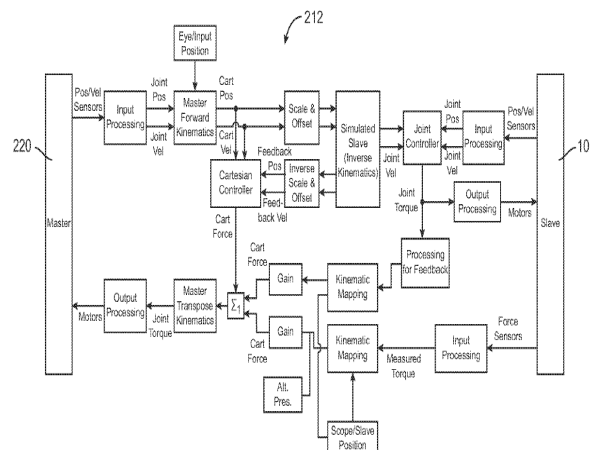 212
Eye/Input
Position
Cart
Pos
Pos/Vel
Sensors
Joint
Pos
Input
Processing
Joint
Vel
Master
Forward
Kinematics
Cart
Vel
Scale &
Offset
Simulated
Slave
(Inverse
Kinematics)
Joint
Vel
Joint
Controller
Joint
Pos
Joint
Vel
Input
Processing
Pos/Vel
Sensors
220
10
Master
Slave
Feedback
Pos
Cartesian
Controller
Feed-
back Vel
Inverse
Scale &
Offset
Cart
Force
Joint
Torque
Output
Processing
Motors
Processing
for Feedback
Cart
Force
Gain
Kinematic
Mapping
Motors
Output
Processing
Joint
Torque
Master
Transpose
Kinematics
Σ1
Gain
Cart
Force
Kinematic
Mapping
Measured
Torque
Input
Processing
Force
Sensors
Alt.
Pres.
Scope/Slave
Position